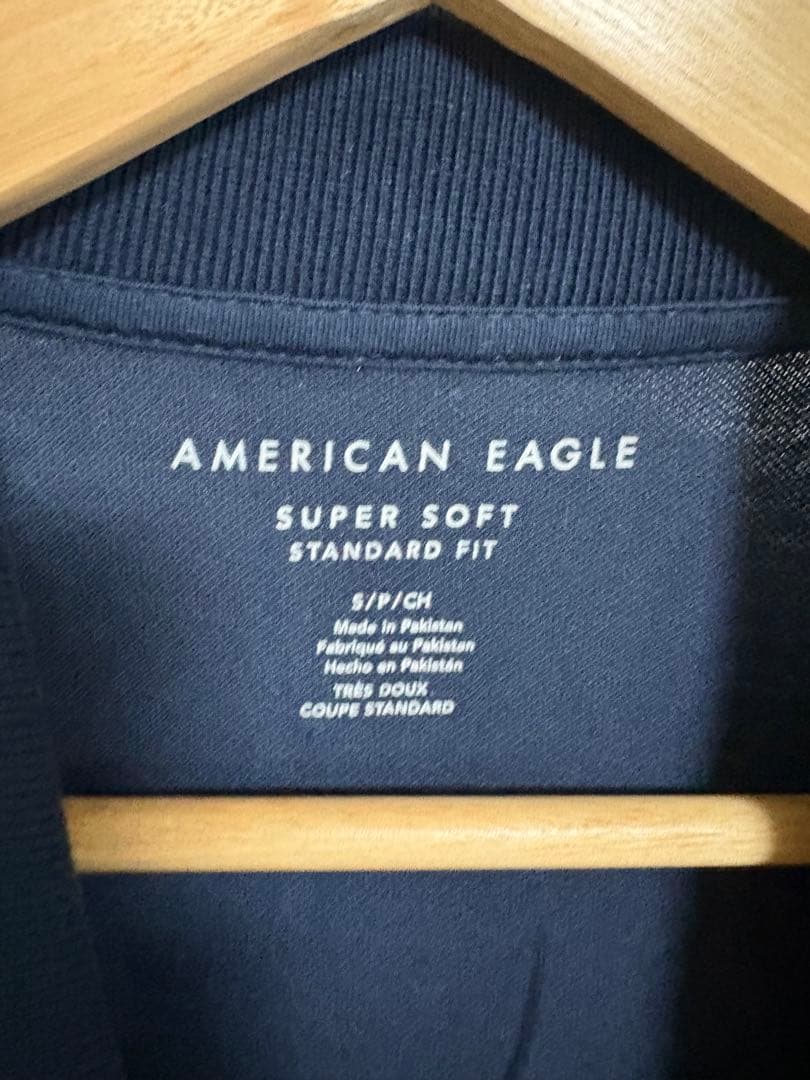 AMERICAN EAGLE
SUPER SOFT
STANDARD FIT
S/P/CH
Made in Pakistan
Fabriqué au Pakistan
Hecho en Pakistán
TRÈS DOUX
COUPE STANDARD